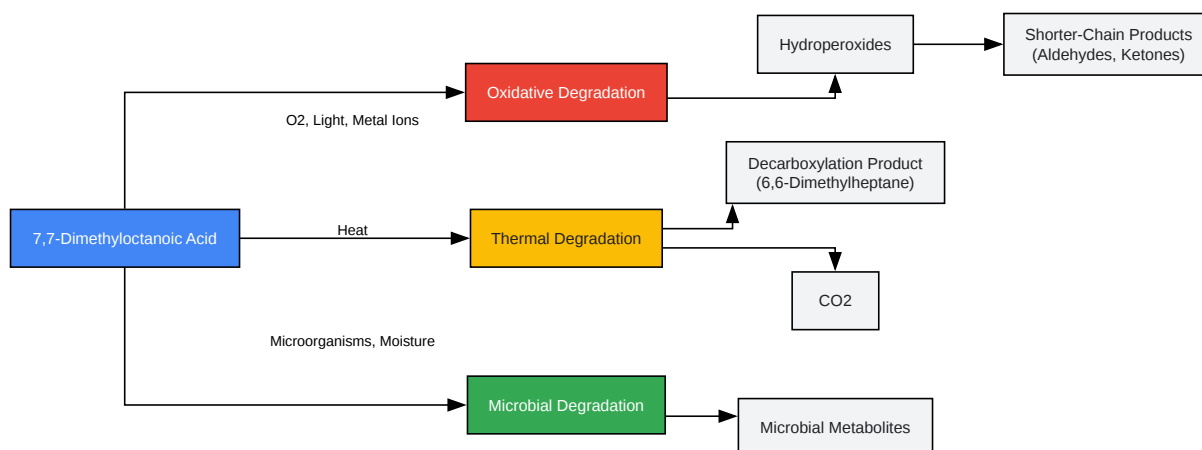 Hydroperoxides
Shorter-Chain Products
(Aldehydes, Ketones)
Oxidative Degradation
O2, Light, Metal Ions
Decarboxylation Product
(6,6-Dimethylheptane)
7,7-Dimethyloctanoic Acid
Heat
Thermal Degradation
CO2
Microorganisms, Moisture
Microbial Degradation
Microbial Metabolites